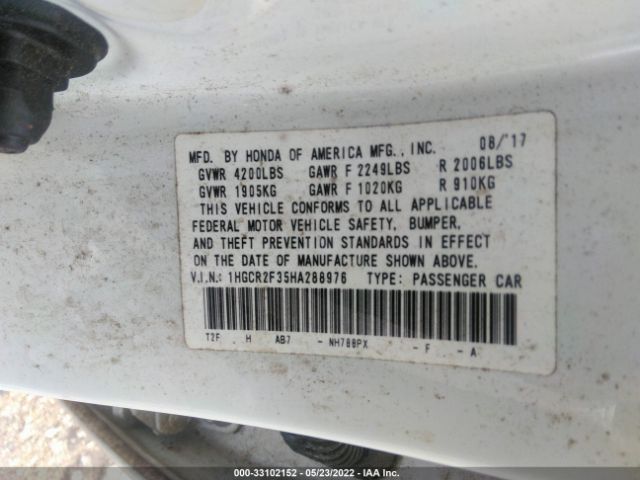 MFD. BY HONDA OF AMERICA MFG., INC. 08/'17
GVWR 4200LBS GAWR F 2249LBS R 2006LBS
GVWR 1905KG GAWR F 1020KG R 910KG
THIS VEHICLE CONFORMS TO ALL APPLICABLE
FEDERAL MOTOR VEHICLE SAFETY, BUMPER,
AND THEFT PREVENTION STANDARDS IN EFFECT
ON THE DATE OF MANUFACTURE SHOWN ABOVE.
V.I.N.: 1HGCR2F35HA288976 TYPE: PASSENGER CAR
T2F H AB7 - NH788PX - F - A
000-33102152 - 05/23/2022 - IAA Inc.